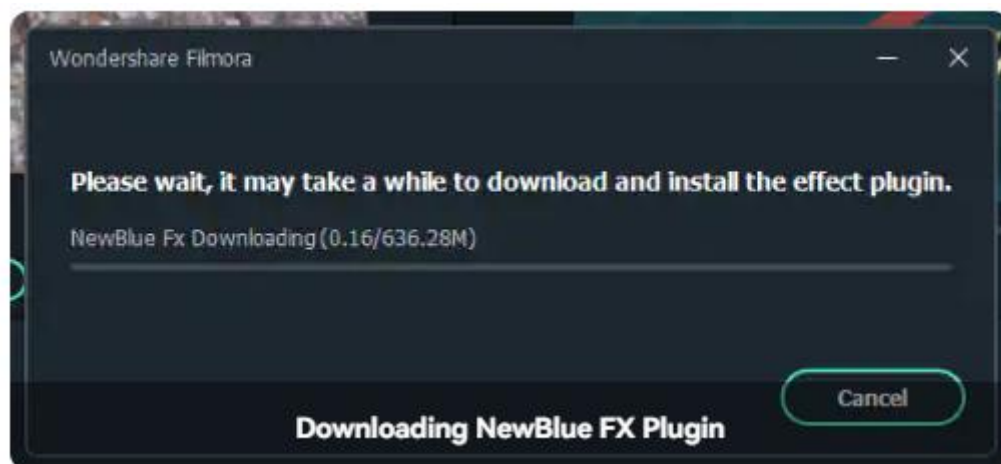 Wondershare Filmora
Please wait, it may take a while to download and install the effect plugin.
NewBlue Fx Downloading(0.16/636.28M)
Cancel
Downloading NewBlue FX Plugin